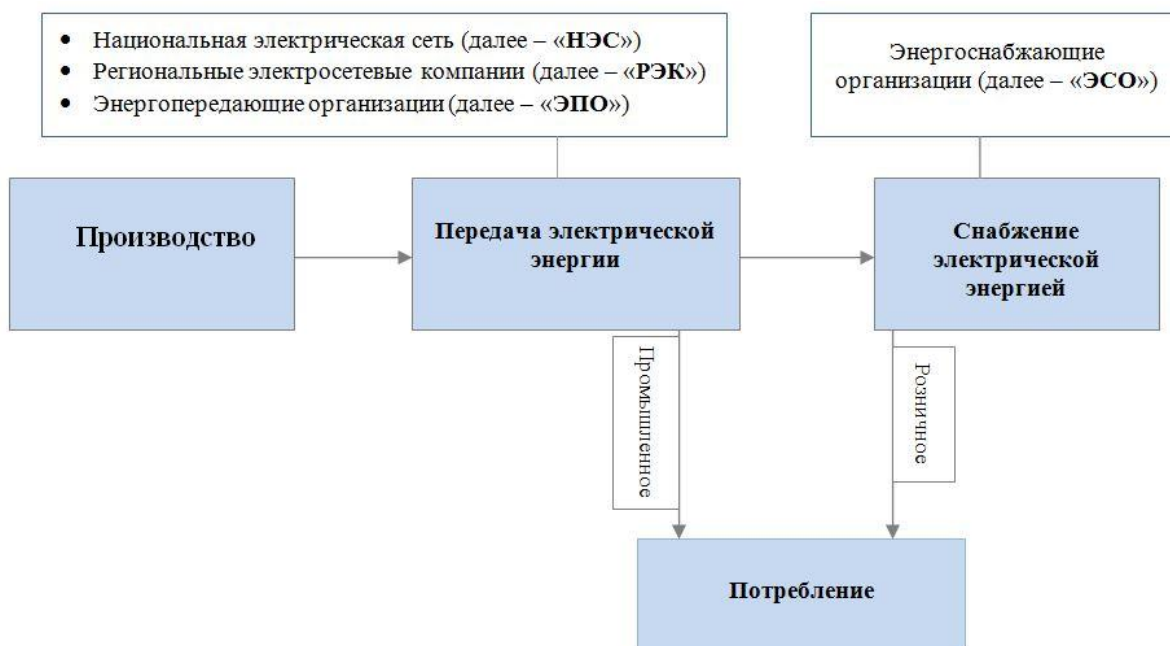 • Национальная электрическая сеть (далее – «НЭС»)
• Региональные электросетевые компании (далее – «РЭК»)
• Энергопередающие организации (далее – «ЭПО»)
Энергоснабжающие
организации (далее – «ЭСО»)
Производство
Передача электрической
энергии
Снабжение
электрической
энергией
Промышленное
Розничное
Потребление